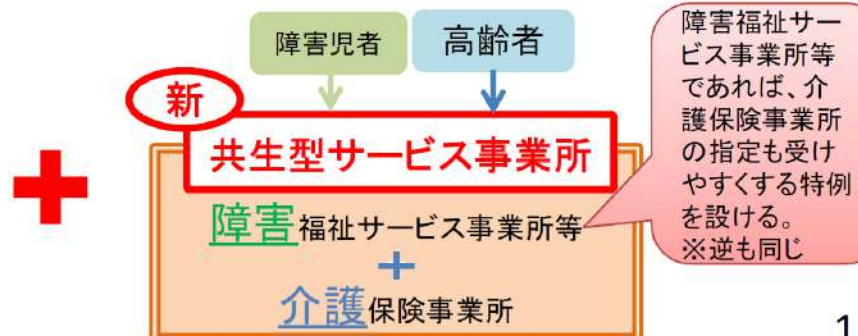 障害児者
高齢者
新
共生型サービス事業所
障害福祉サービス事業所等
+
介護保険事業所
障害福祉サー
ビス事業所等
であれば、介
護保険事業所
の指定も受け
やすくする特例
を設ける。
※逆も同じ
1